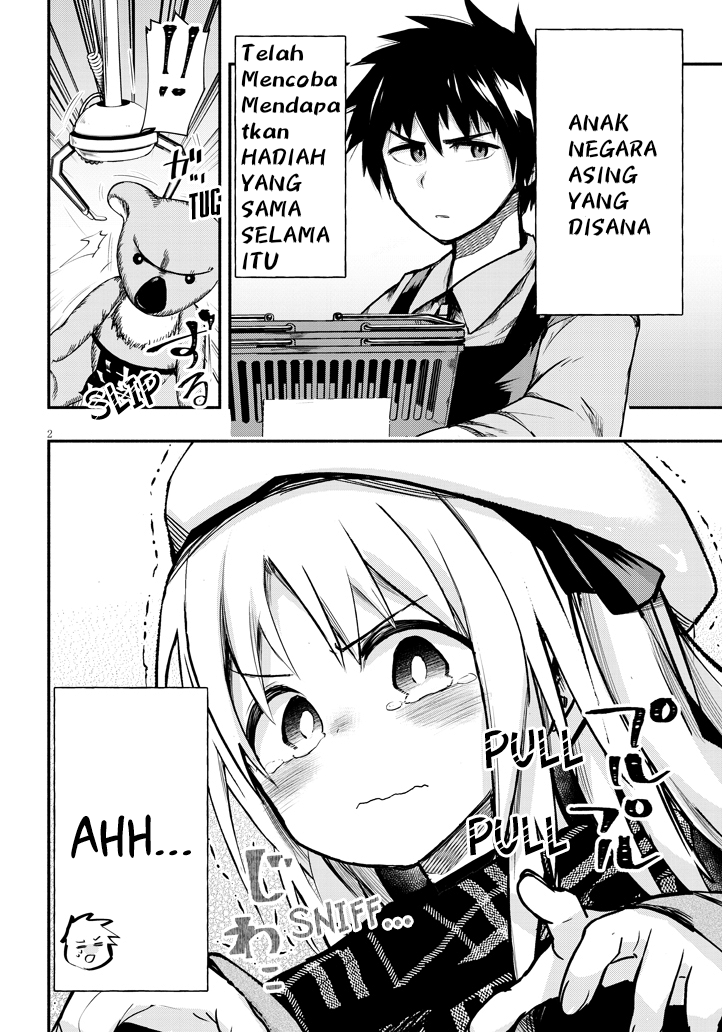 ANAK
NEGARA
ASING
YANG
DISANA
Telah
Mencoba
Mendapa
tkan
HADIAH
YANG
SAMA
SELAMA
ITU
!!
ガッ
TUG
ずる
SLIP
2
プル
PULL
プル
PULL
じわ…
SNIFF...
AHH...